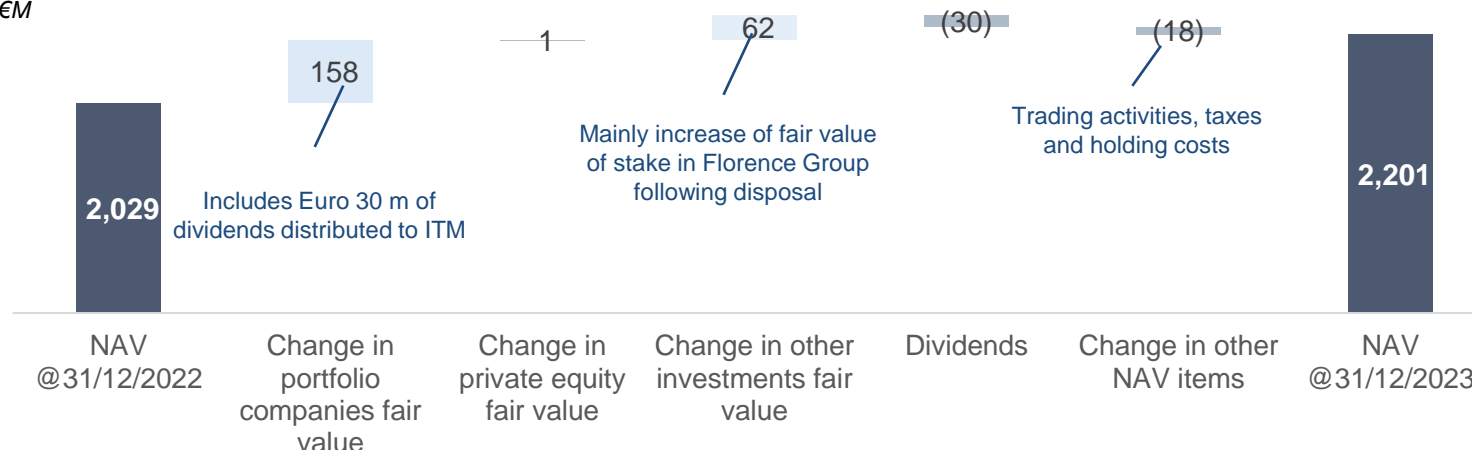 €M
158
1
62
(30)
(18)
2,029
2,201
Includes Euro 30 m of
dividends distributed to ITM
Mainly increase of fair value
of stake in Florence Group
following disposal
Trading activities, taxes
and holding costs
NAV
@31/12/2022
Change in
portfolio
companies fair
value
Change in
private equity
fair value
Change in other
investments fair
value
Dividends
Change in other
NAV items
NAV
@31/12/2023